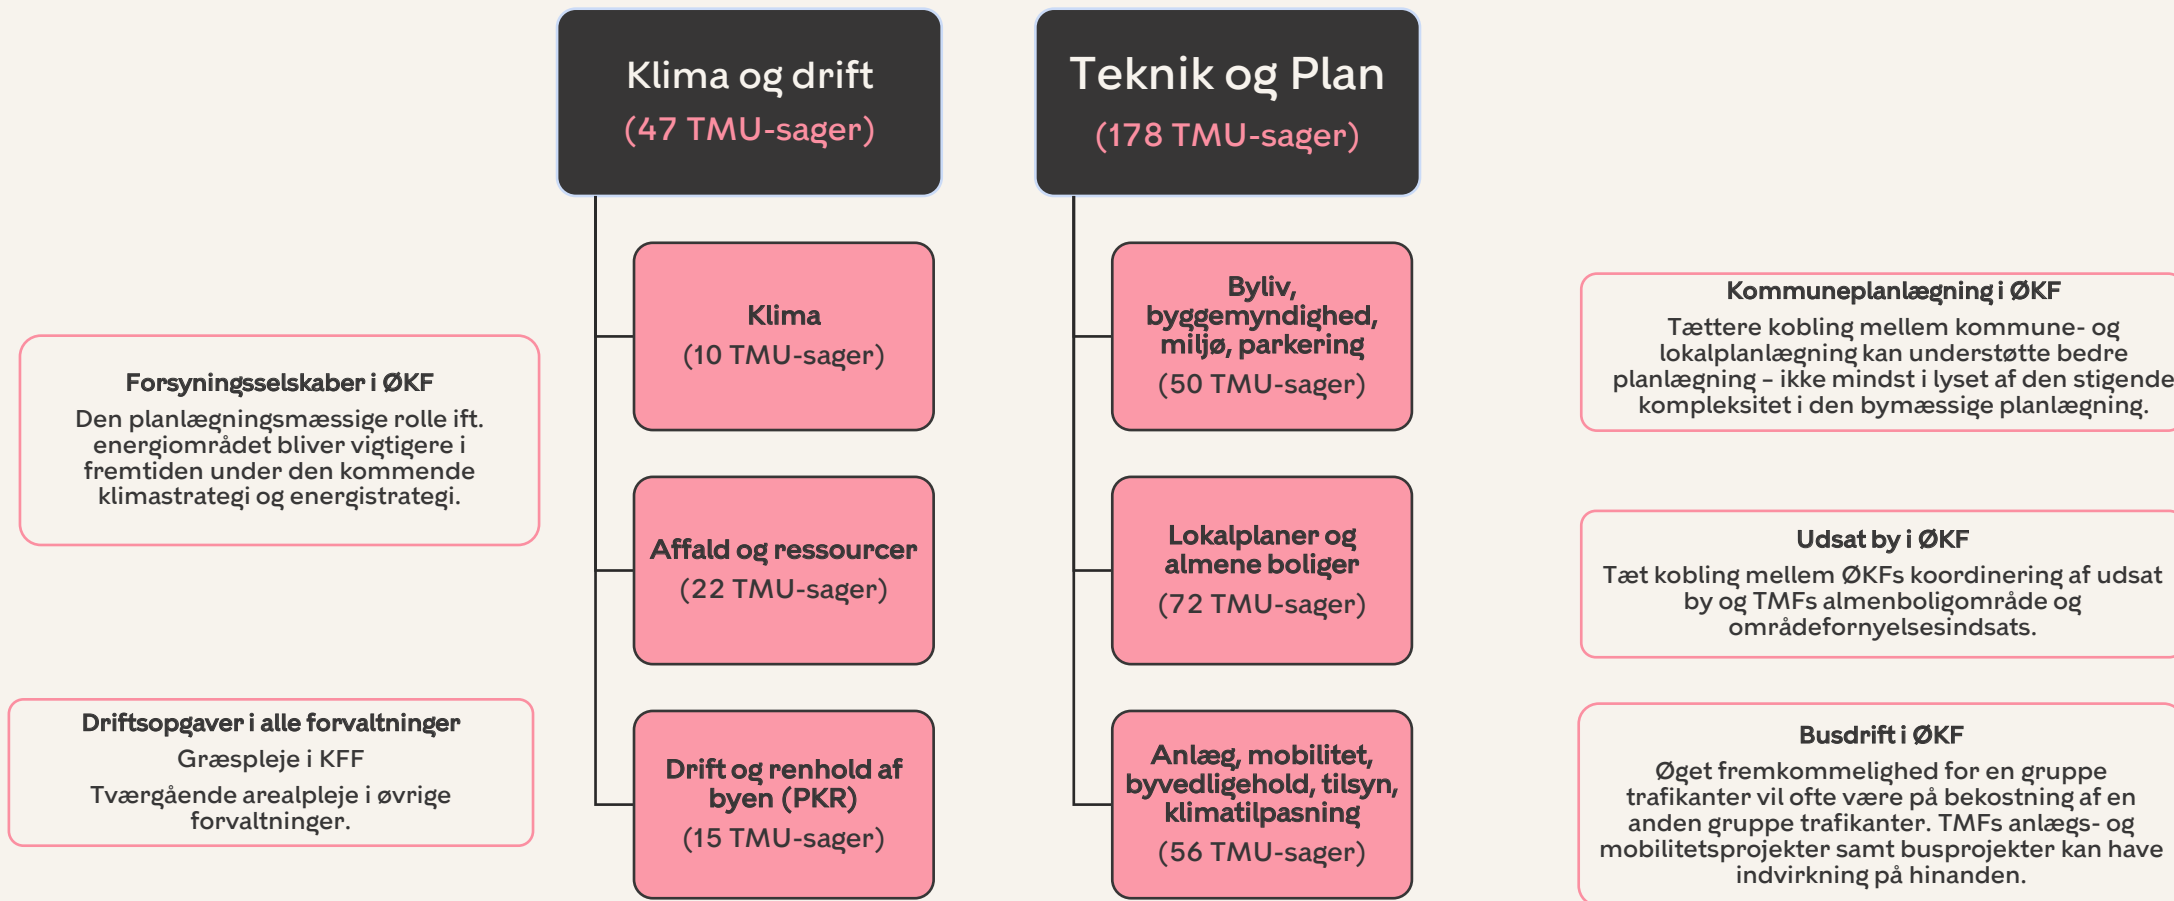 Klima og drift
(47 TMU-sager)
Teknik og Plan
(178 TMU-sager)
Forsyningsselskaber i ØKF
Den planlægningsmæssige rolle ift.
energiområdet bliver vigtigere i
fremtiden under den kommende
klimastrategi og energistrategi.
Driftsopgaver i alle forvaltninger
Græspleje i KFF
Tværgående arealpleje i øvrige
forvaltninger.
Klima
(10 TMU-sager)
Affald og ressourcer
(22 TMU-sager)
Drift og renhold af
byen (PKR)
(15 TMU-sager)
Byliv,
byggemyndighed,
miljø, parkering
(50 TMU-sager)
Lokalplaner og
almene boliger
(72 TMU-sager)
Anlæg, mobilitet,
byvedligehold, tilsyn,
klimatilpasning
(56 TMU-sager)
Kommuneplanlægning i ØKF
Tættere kobling mellem kommune- og
lokalplanlægning kan understøtte bedre
planlægning – ikke mindst i lyset af den stigende
kompleksitet i den bymæssige planlægning.
Udsat by i ØKF
Tæt kobling mellem ØKFs koordinering af udsat
by og TMFs almenboligområde og
områdefornyelsesindsats.
Busdrift i ØKF
Øget fremkommelighed for en gruppe
trafikanter vil ofte være på bekostning af en
anden gruppe trafikanter. TMFs anlægs- og
mobilitetsprojekter samt busprojekter kan have
indvirkning på hinanden.